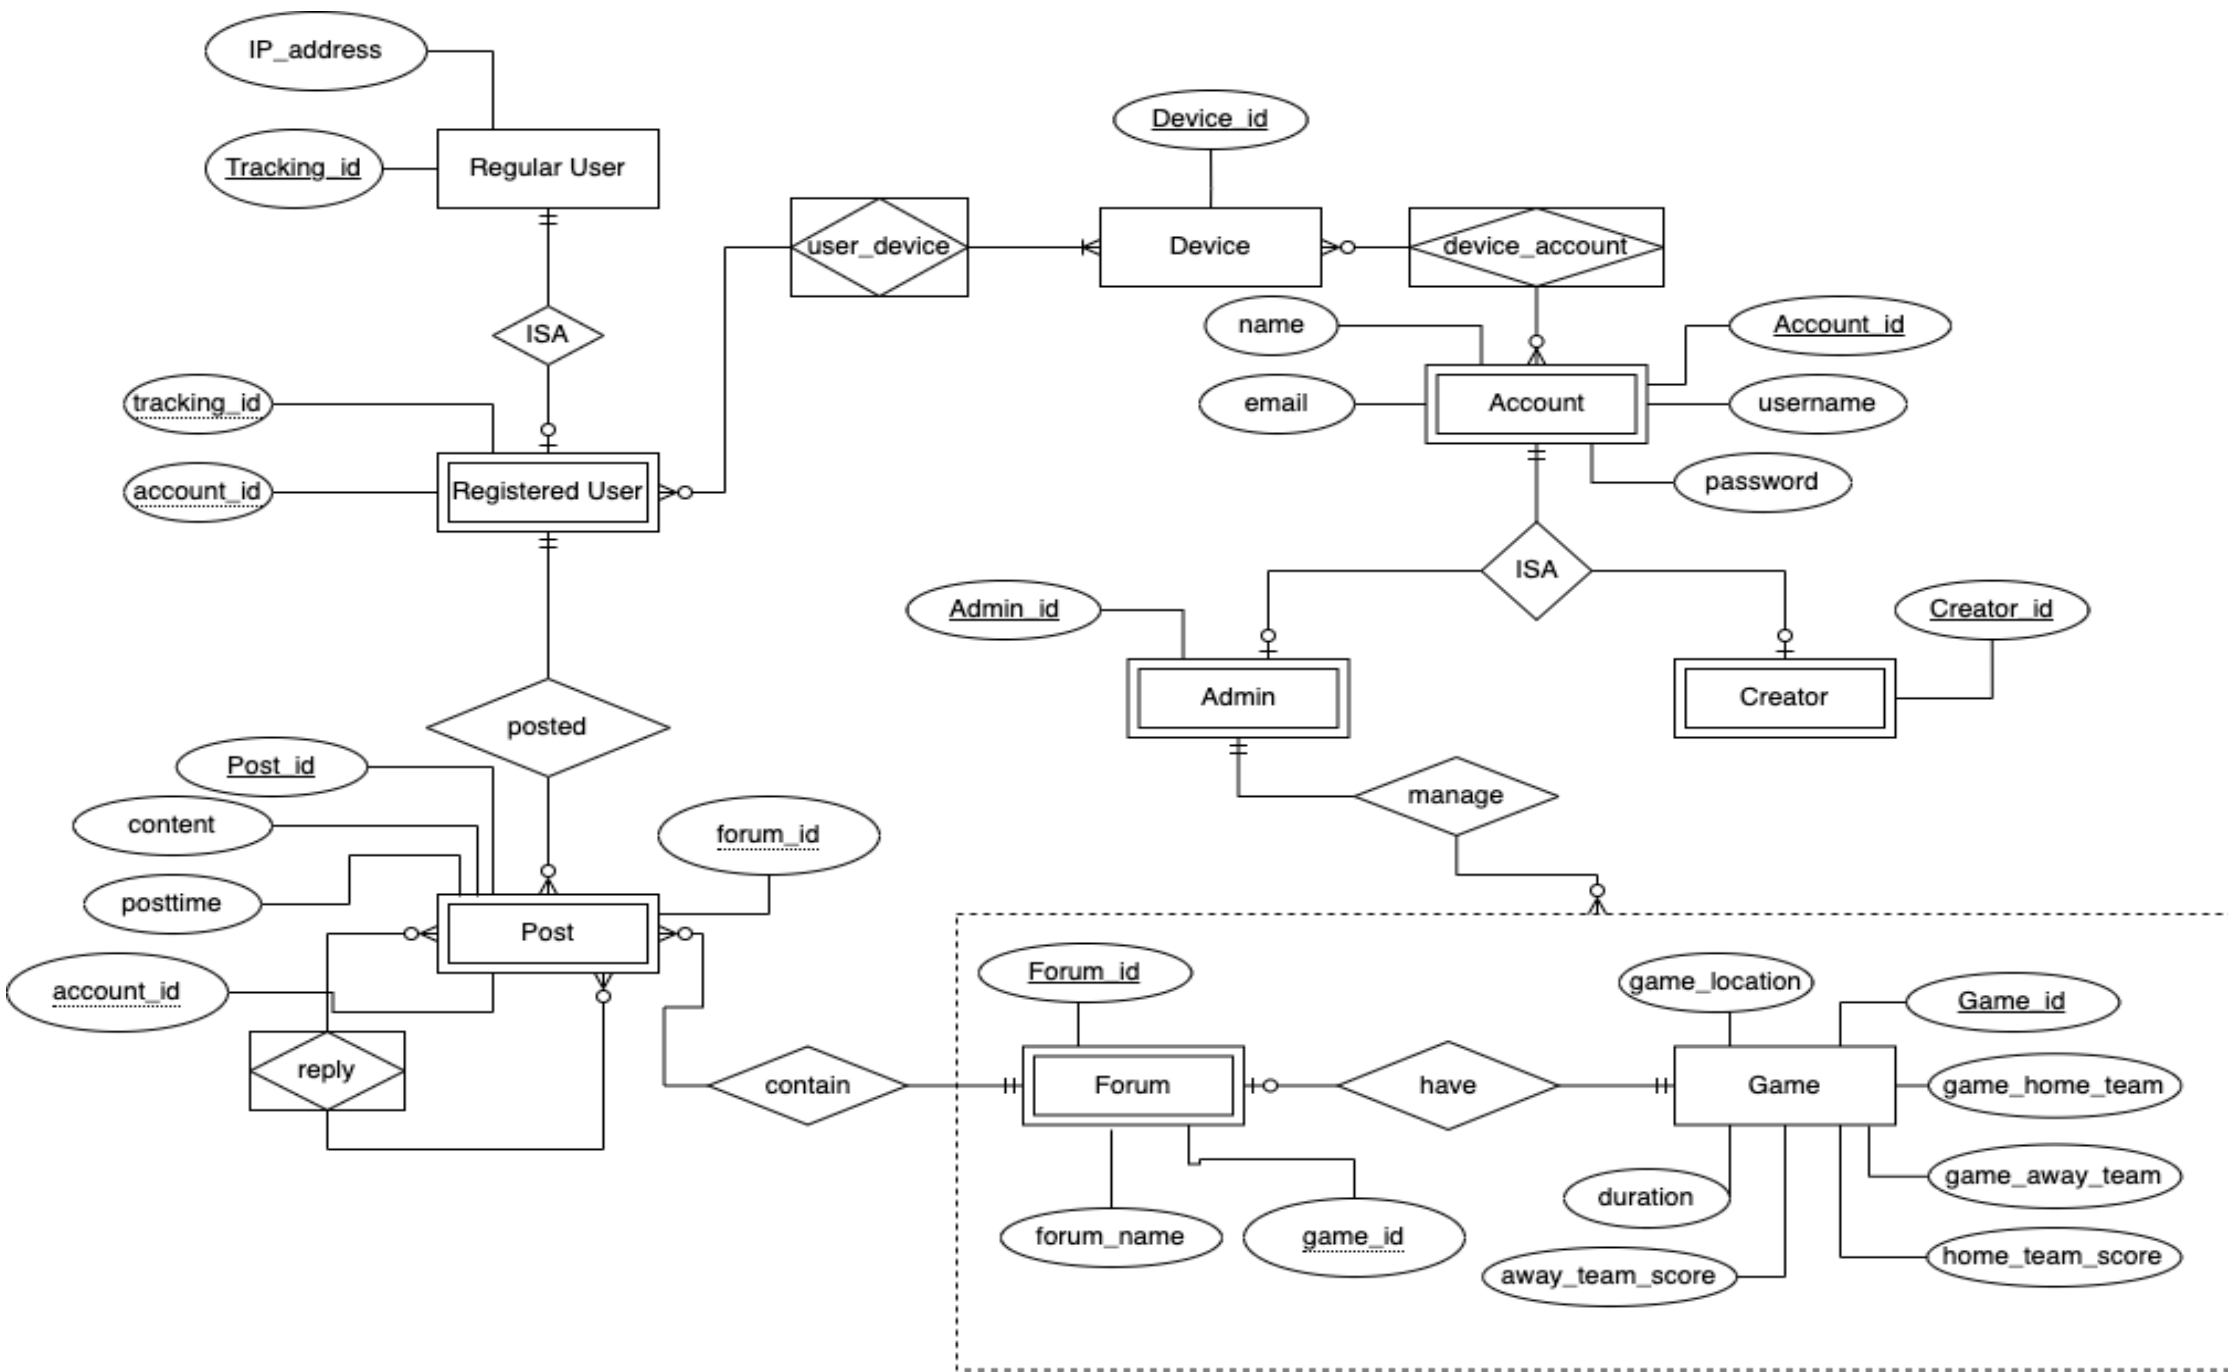 IP_address
Tracking_id
Regular User
Device_id
user_device
Device
device_account
ISA
name
Account_id
tracking_id
email
Account
username
account_id
Registered User
password
ISA
Admin_id
Creator_id
Admin
Creator
posted
Post_id
manage
content
forum_id
posttime
Post
account_id
Forum_id
game_location
Game_id
reply
contain
Forum
have
Game
game_home_team
game_away_team
duration
forum_name
game_id
home_team_score
away_team_score